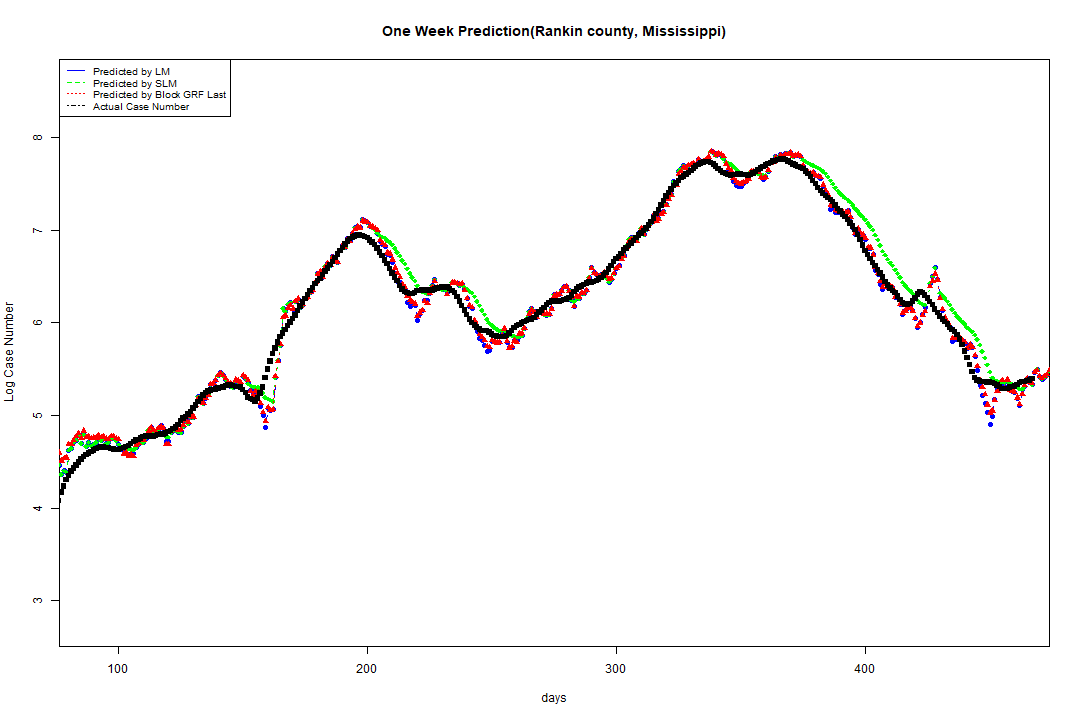 One Week Prediction(Rankin county, Mississippi)
Predicted by LM
Predicted by SLM
Predicted by Block GRF Last
Actual Case Number
8
7
6
5
4
3
Log Case Number
100 200 300 400
days